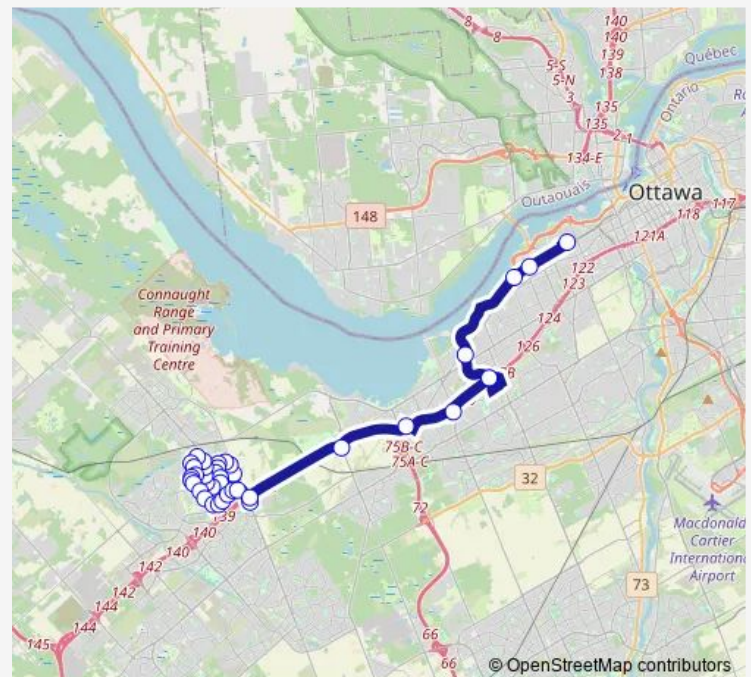 140
140
139
138
8
8
5-S
5-N
3
135
135
2-1
134-E
Québec
Ontario
Outaouais
Ottawa
148
117
118
121A
122
123
124
126
Connaught
Range
and Primary
Training
Centre
75B-C
75A-C
32
72
139
140
140
142
142
144
144
145
Macdonald
Cartier
Internationa
Airport
73
66
66
© OpenStreetMap contributors